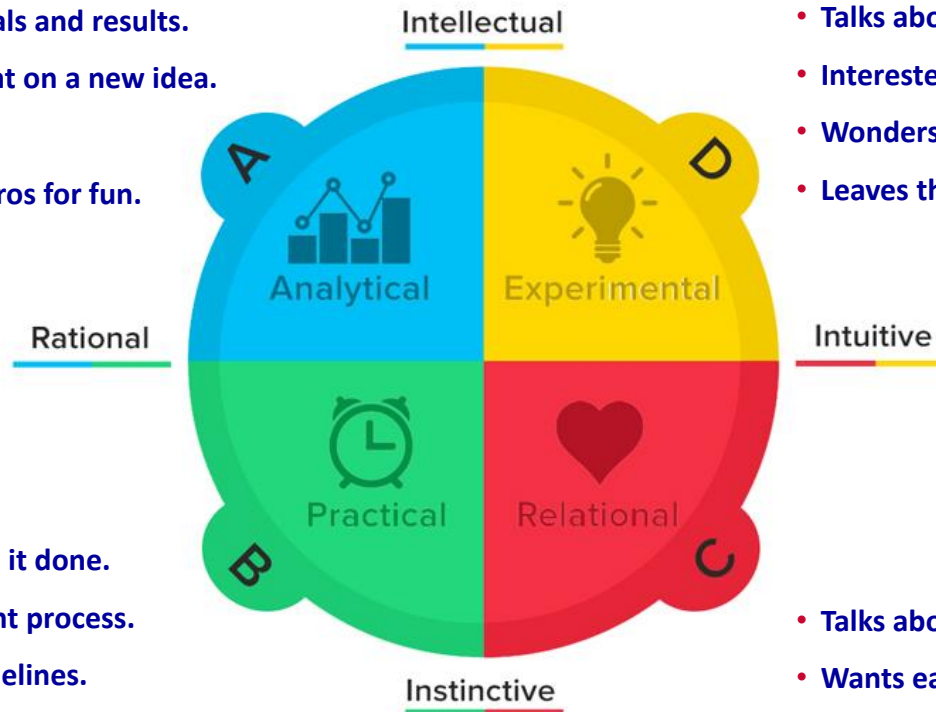 als and results.
on a new idea.
ros for fun.
Intellectual
• Talks abo
• Intereste
• Wonders
• Leaves th
A
D
Analytical
Experimental
Rational
Intuitive
Practical
Relational
B
C
it done.
nt process.
elines.
• Talks abo
• Wants ea
Instinctive